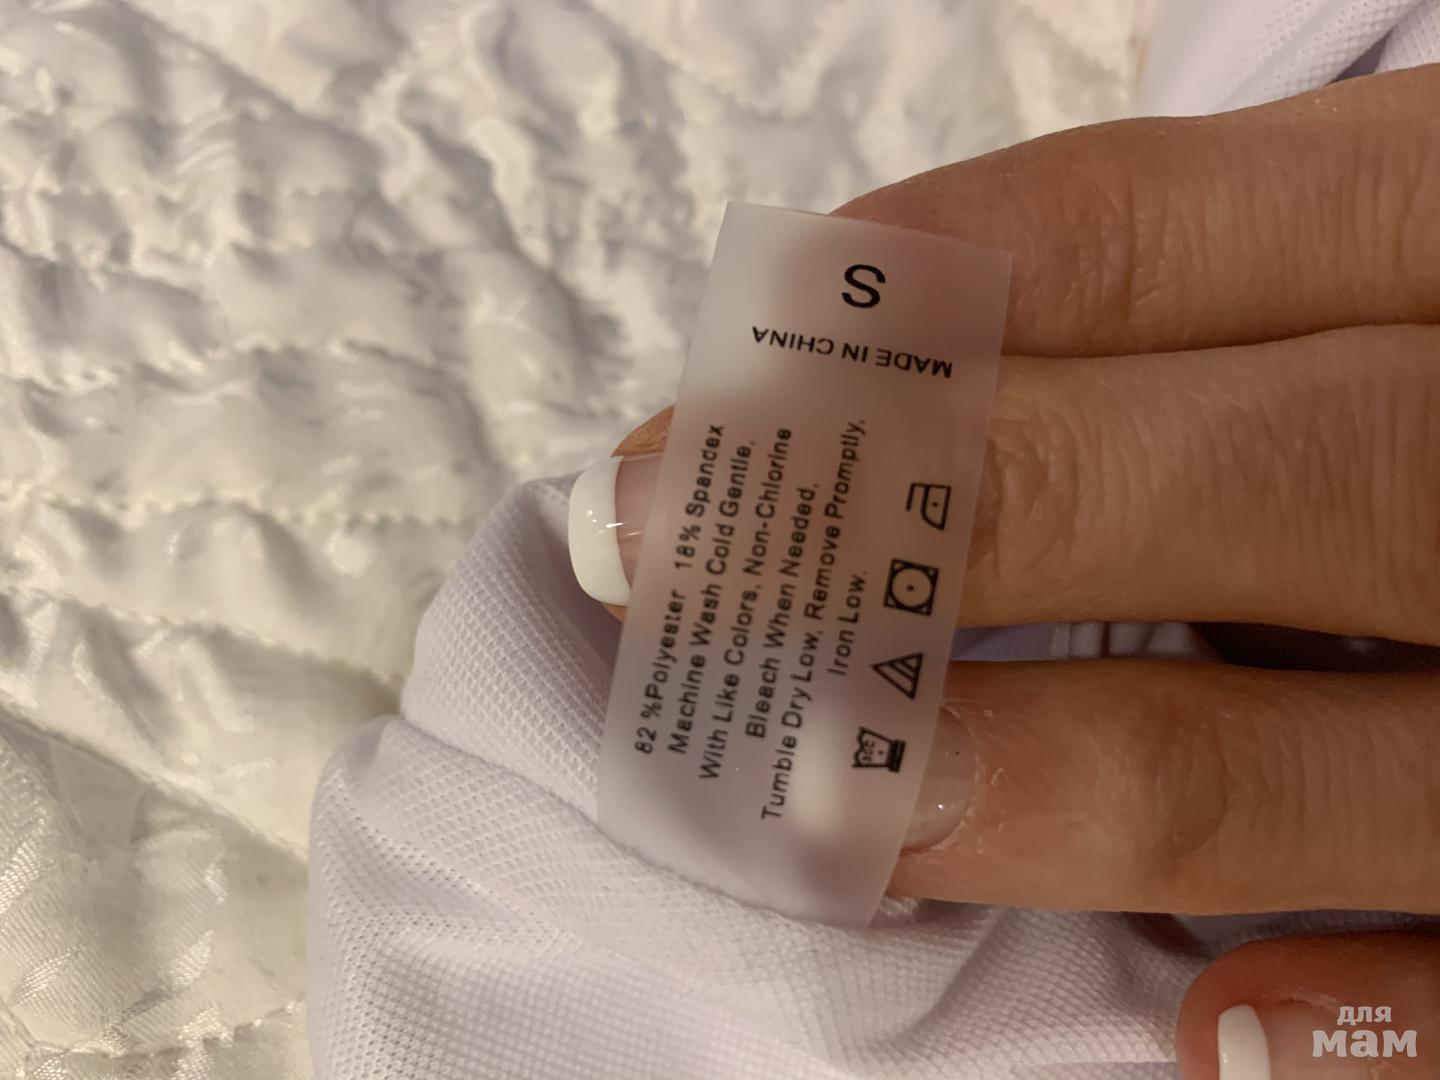 S
MADE IN CHINA
82 %Polyester 18% Spandex
Machine Wash Cold Gentle,
With Like Colors, Non-Chlorine
Bleach When Needed,
Tumble Dry Low, Remove Promptly,
Iron Low.
30C
для
мам